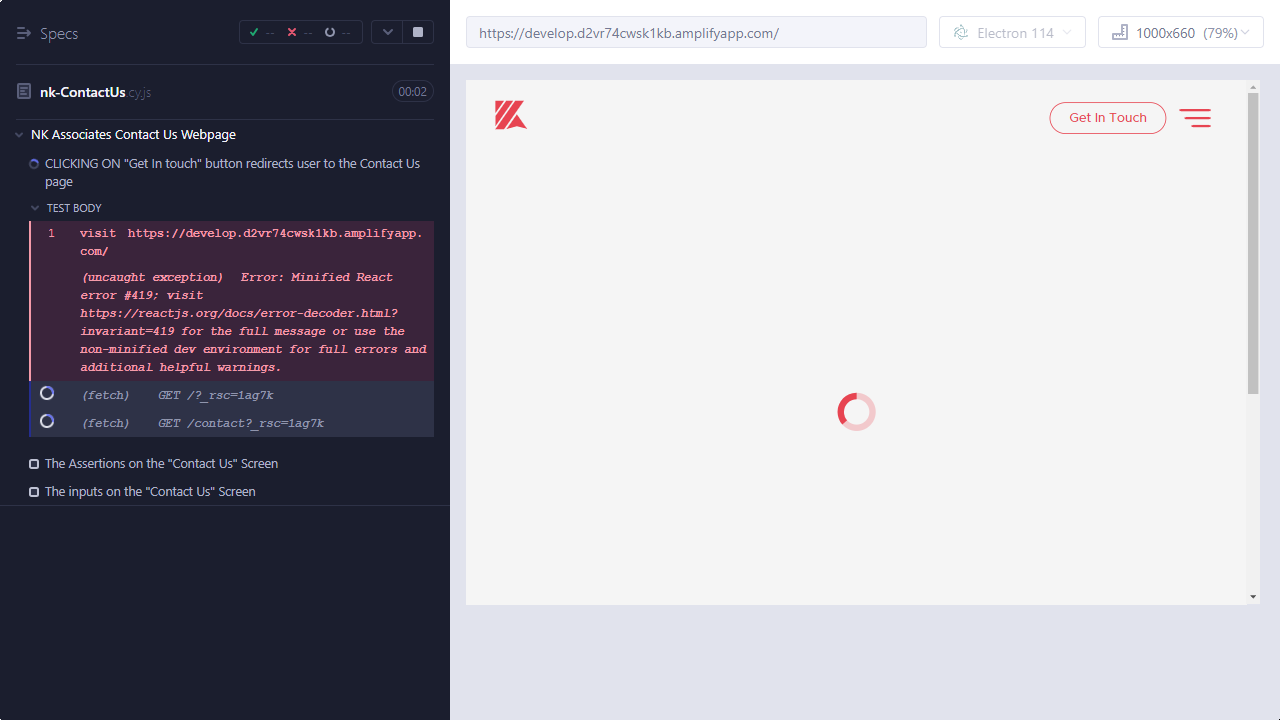 Specs
-- -- --
nk-ContactUs.cy.js 00:02
NK Associates Contact Us Webpage
CLICKING ON "Get In touch" button redirects user to the Contact Us
page
TEST BODY
1 visit https://develop.d2vr74cwsk1kb.amplifyapp.
com/
(uncaught exception) Error: Minified React
error #419; visit
https://reactjs.org/docs/error-decoder.html?
invariant=419 for the full message or use the
non-minified dev environment for full errors and
additional helpful warnings.
(fetch) GET /?_rsc=1ag7k
(fetch) GET /contact?_rsc=1ag7k
The Assertions on the "Contact Us" Screen
The inputs on the "Contact Us" Screen
https://develop.d2vr74cwsk1kb.amplifyapp.com/
Electron 114
1000x660 (79%)
Get In Touch